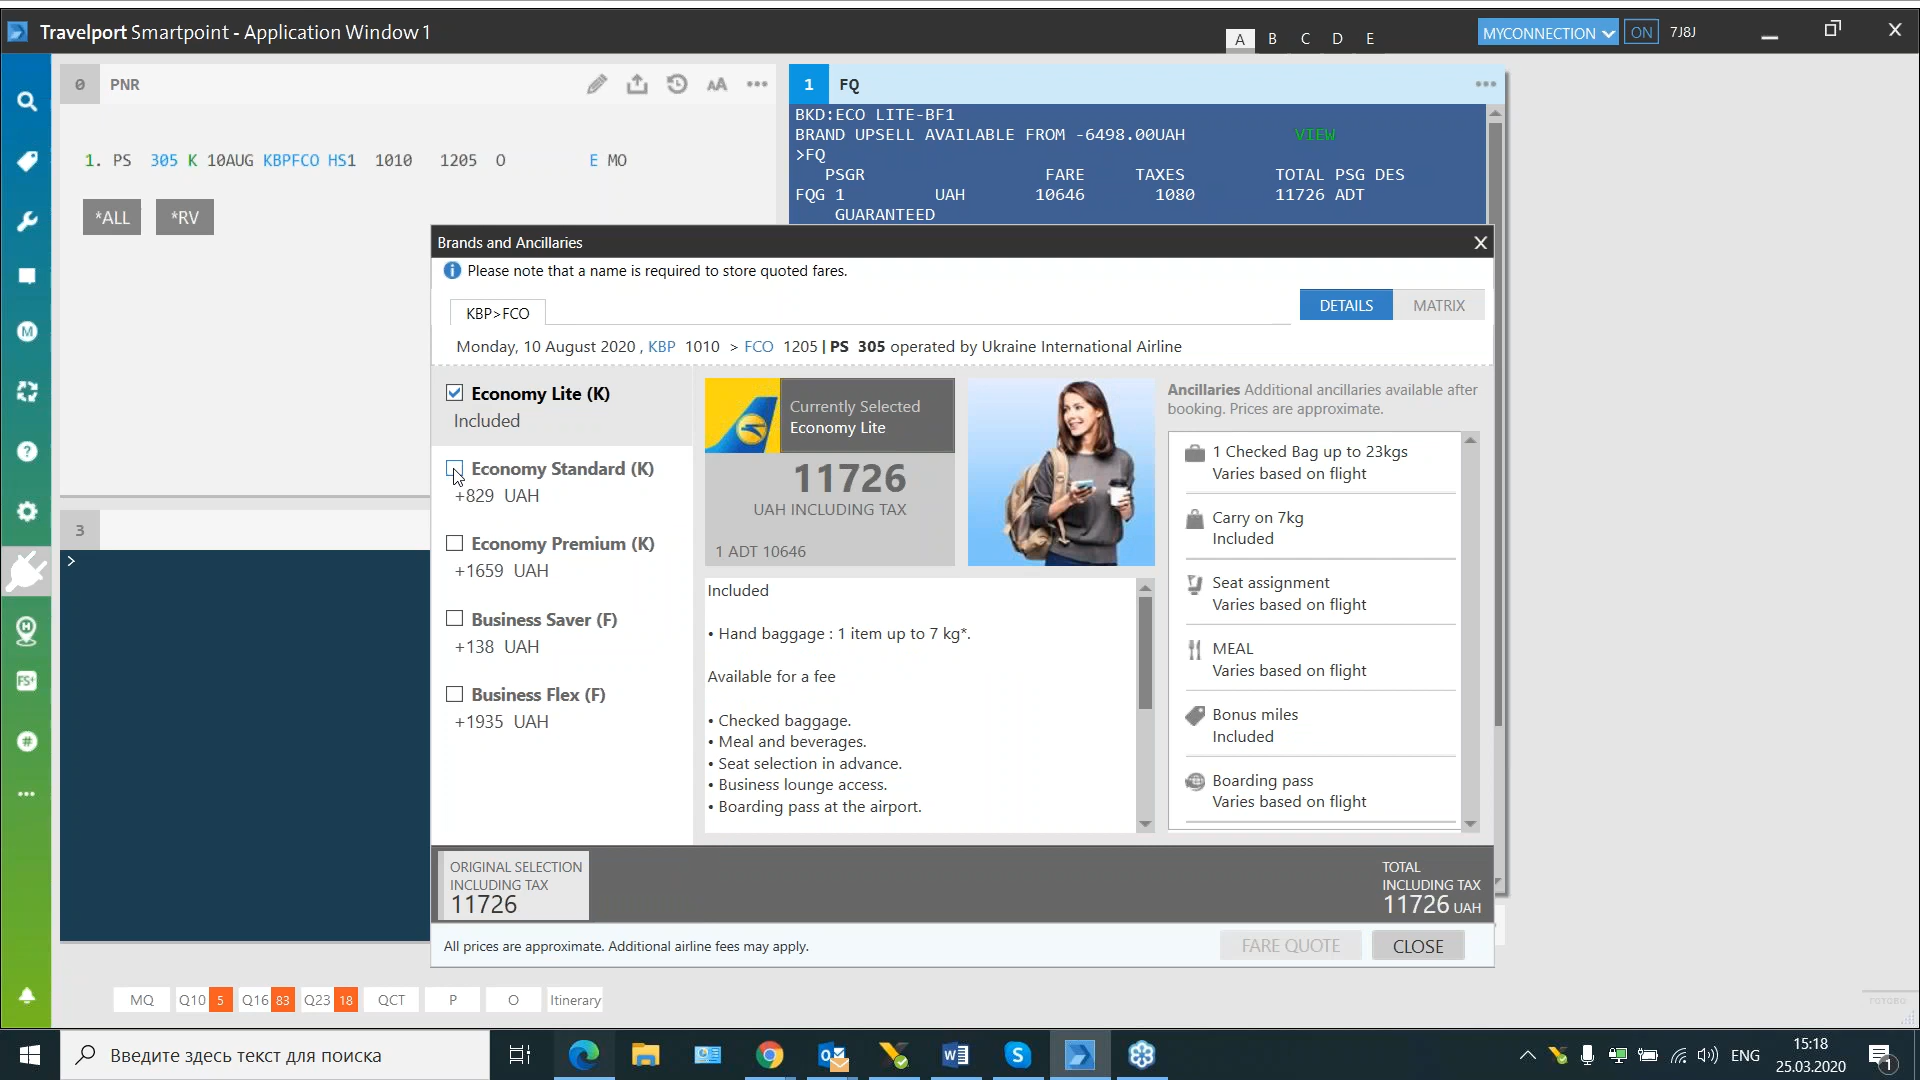 Travelport Smartpoint - Application Window 1
A B C D E
MYCONNECTION ON 7J8J
0 PNR
AA
1. PS 305 K 10AUG KBPFCO HS1 1010 1205 O E MO
*ALL *RV
1 FQ
BKD:ECO LITE-BF1
BRAND UPSELL AVAILABLE FROM -6498.00UAH VIEW
>FQ
PSGR FARE TAXES TOTAL PSG DES
FQG 1 UAH 10646 1080 11726 ADT
GUARANTEED
Brands and Ancillaries
Please note that a name is required to store quoted fares.
KBP>FCO
DETAILS MATRIX
Monday, 10 August 2020 , KBP 1010 > FCO 1205 | PS 305 operated by Ukraine International Airline
Economy Lite (K)
Included
Economy Standard (K)
+829 UAH
Economy Premium (K)
+1659 UAH
Business Saver (F)
+138 UAH
Business Flex (F)
+1935 UAH
Currently Selected
Economy Lite
11726
UAH INCLUDING TAX
1 ADT 10646
Included
• Hand baggage : 1 item up to 7 kg*.
Available for a fee
• Checked baggage.
• Meal and beverages.
• Seat selection in advance.
• Business lounge access.
• Boarding pass at the airport.
Ancillaries Additional ancillaries available after
booking. Prices are approximate.
1 Checked Bag up to 23kgs
Varies based on flight
Carry on 7kg
Included
Seat assignment
Varies based on flight
MEAL
Varies based on flight
Bonus miles
Included
Boarding pass
Varies based on flight
ORIGINAL SELECTION
INCLUDING TAX
11726
TOTAL
INCLUDING TAX
11726 UAH
All prices are approximate. Additional airline fees may apply.
FARE QUOTE CLOSE
3
>
M
?
H
FS+
#
MQ Q10 5 Q16 83 Q23 18 QCT P O Itinerary
Введите здесь текст для поиска
ENG
15:18
25.03.2020
1